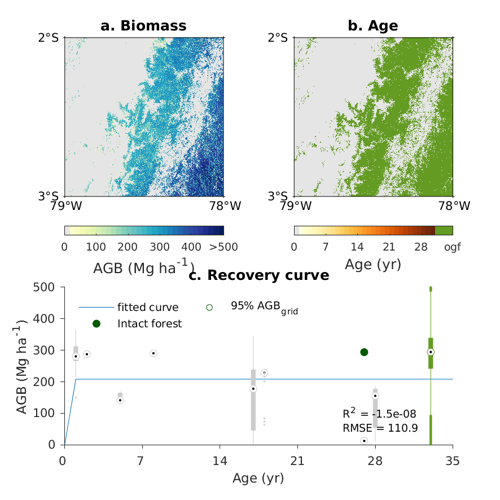 a. Biomass
b. Age
2°S
3°S
79°W
78°W
2°S
3°S
79°W
78°W
0 100 200 300 400 >500
AGB (Mg ha⁻¹)
0 7 14 21 28 ogf
Age (yr)
c. Recovery curve
500
400
300
200
100
0
AGB (Mg ha⁻¹)
fitted curve
95% AGB_grid
Intact forest
R² = -1.5e-08
RMSE = 110.9
0 7 14 21 28 35
Age (yr)